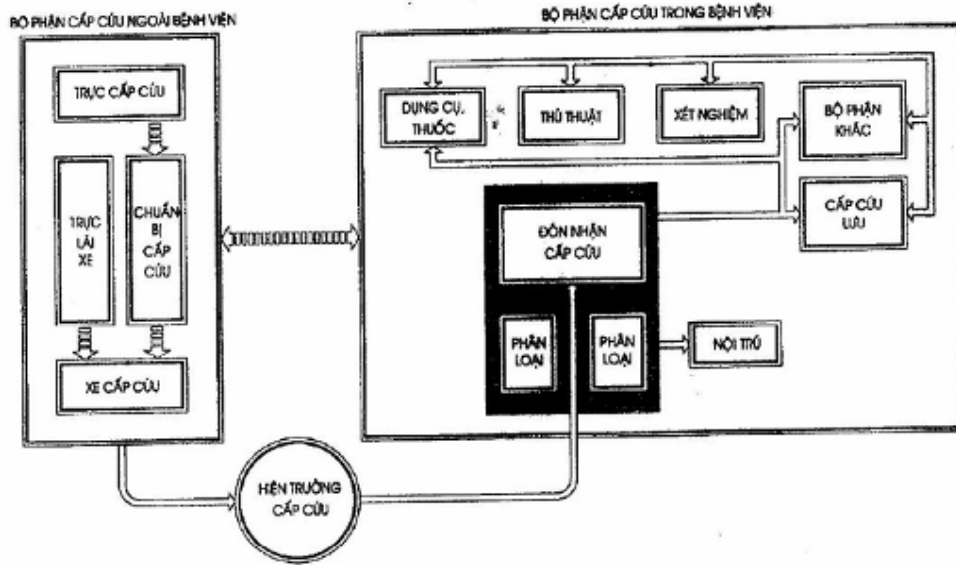 BỘ PHẬN CẤP CỨU NGOÀI BỆNH VIỆN
BỘ PHẬN CẤP CỨU TRONG BỆNH VIỆN
TRỰC CẤP CỨU
TRỰC
LÁI
XE
CHUẨN
BỊ
CẤP
CỨU
XE CẤP CỨU
DỤNG CỤ,
THUỐC
THỦ THUẬT
XÉT NGHIỆM
BỘ PHẬN
KHÁC
CẤP CỨU
LƯU
ĐÓN NHẬN
CẤP CỨU
PHÂN
LOẠI
PHÂN
LOẠI
NỘI TRÚ
HIỆN TRƯỜNG
CẤP CỨU